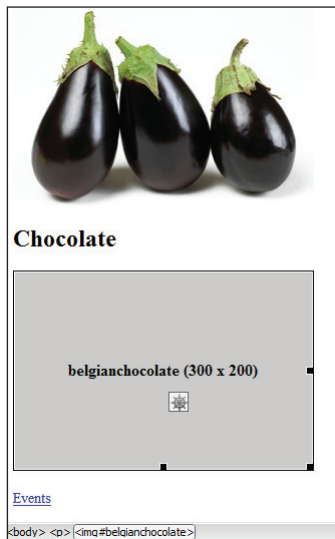 Chocolate
belgianchocolate (300 x 200)
Events
<body> <p> <img#belgianchocolate>